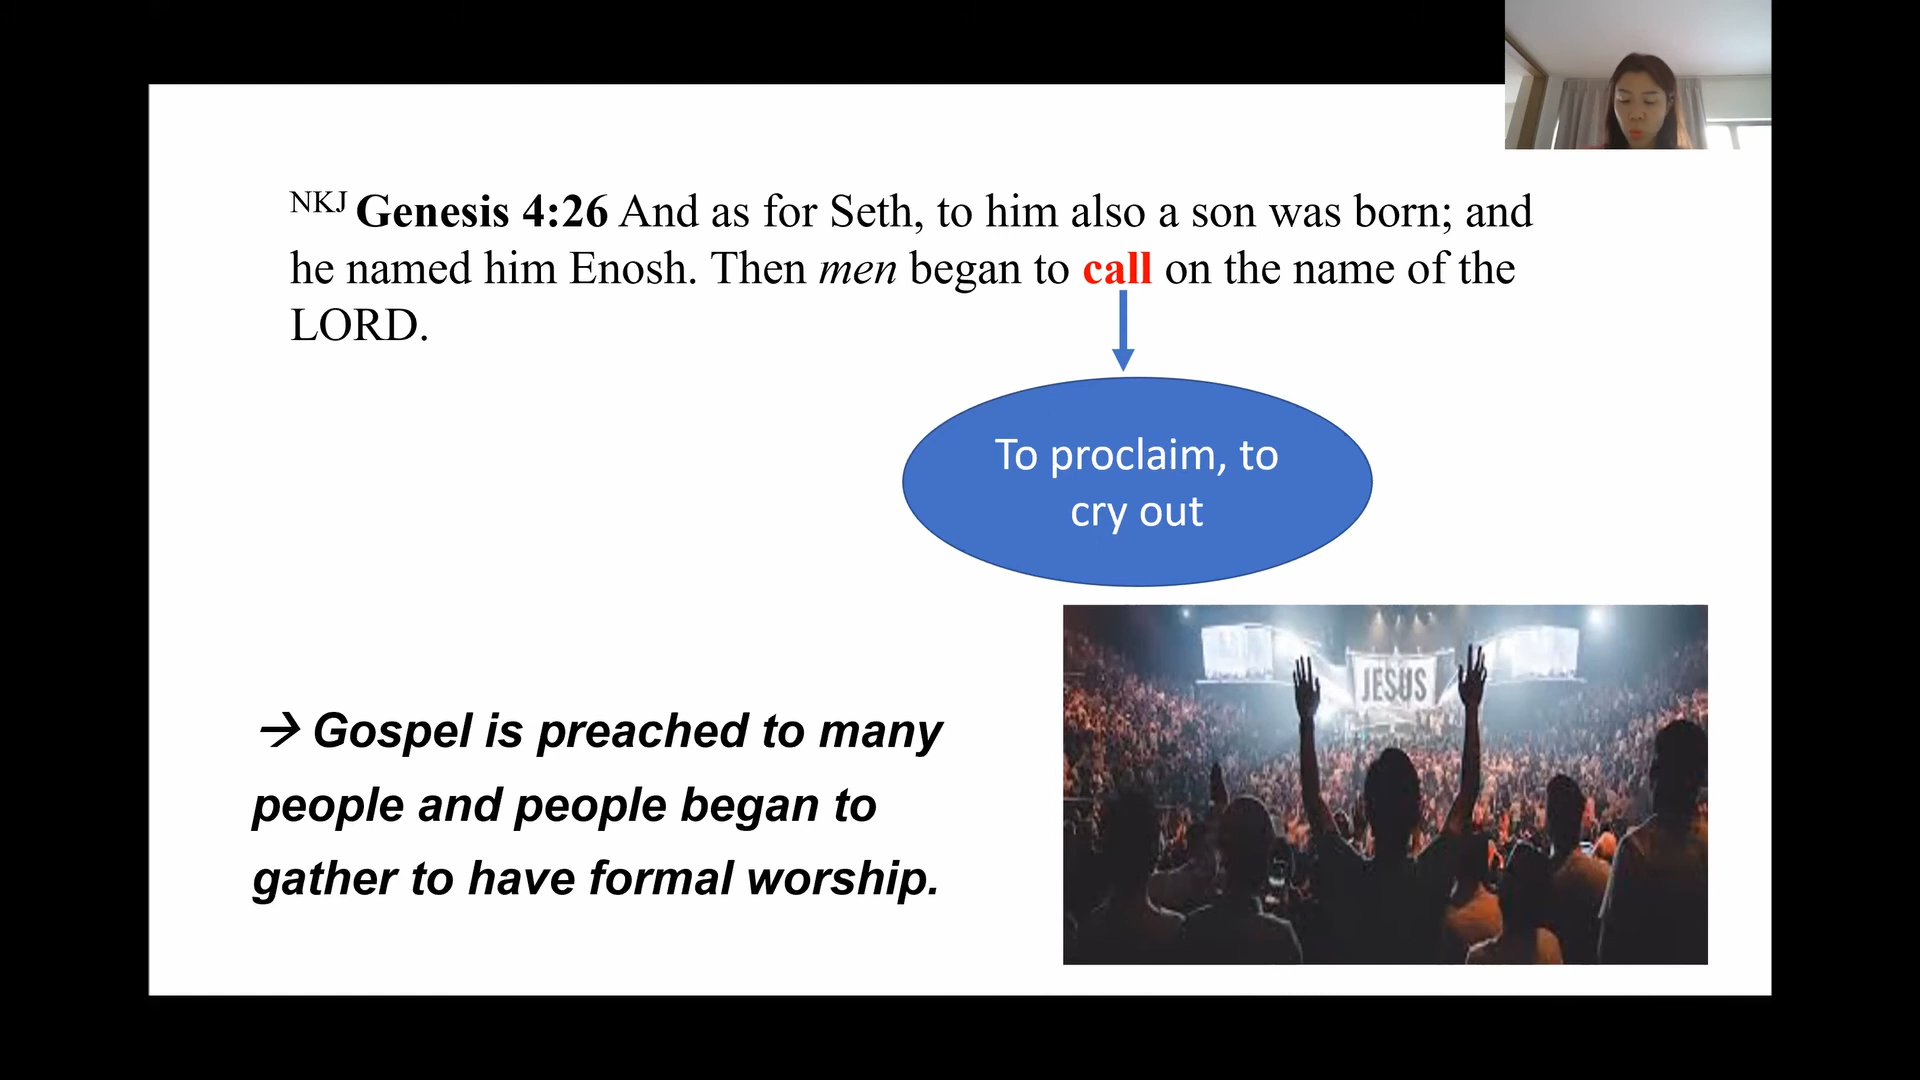 NKJ Genesis 4:26 And as for Seth, to him also a son was born; and
he named him Enosh. Then men began to call on the name of the
LORD.
To proclaim, to
cry out
→ Gospel is preached to many
people and people began to
gather to have formal worship.
JESUS